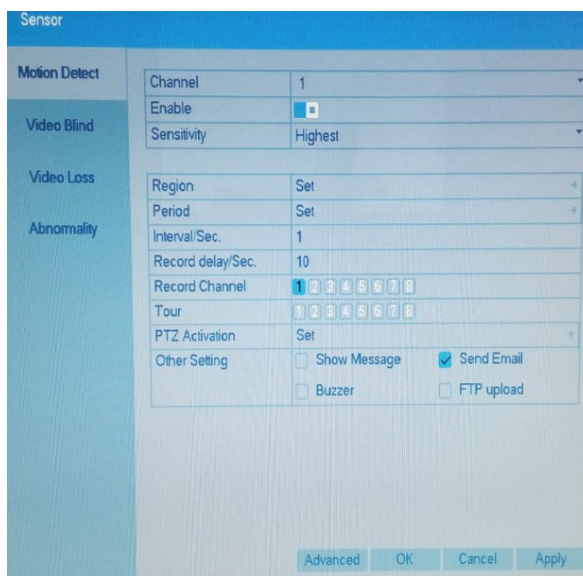 Sensor
Motion Detect
Video Blind
Video Loss
Abnormality
Channel 1
Enable
Sensitivity Highest
Region Set
Period Set
Interval/Sec. 1
Record delay/Sec. 10
Record Channel 1 2 3 4 5 6 7 8
Tour 1 2 3 4 5 6 7 8
PTZ Activation Set
Other Setting Show Message Send Email
Buzzer FTP upload
Advanced OK Cancel Apply